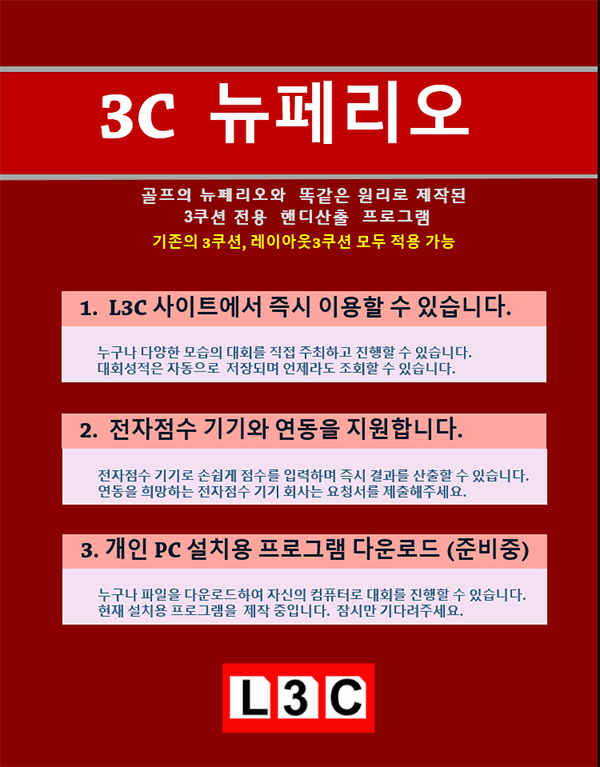 3C 뉴페리오
골프의 뉴페리오와 똑같은 원리로 제작된
3쿠션 전용 핸디산출 프로그램
기존의 3쿠션, 레이아웃3쿠션 모두 적용 가능
1. L3C 사이트에서 즉시 이용할 수 있습니다.
누구나 다양한 모습의 대회를 직접 주최하고 진행할 수 있습니다.
대회성적은 자동으로 저장되며 언제라도 조회할 수 있습니다.
2. 전자점수 기기와 연동을 지원합니다.
전자점수 기기로 손쉽게 점수를 입력하며 즉시 결과를 산출할 수 있습니다.
연동을 희망하는 전자점수 기기 회사는 요청서를 제출해주세요.
3. 개인 PC 설치용 프로그램 다운로드 (준비중)
누구나 파일을 다운로드하여 자신의 컴퓨터로 대회를 진행할 수 있습니다.
현재 설치용 프로그램을 제작 중입니다. 잠시만 기다려주세요.
L3C